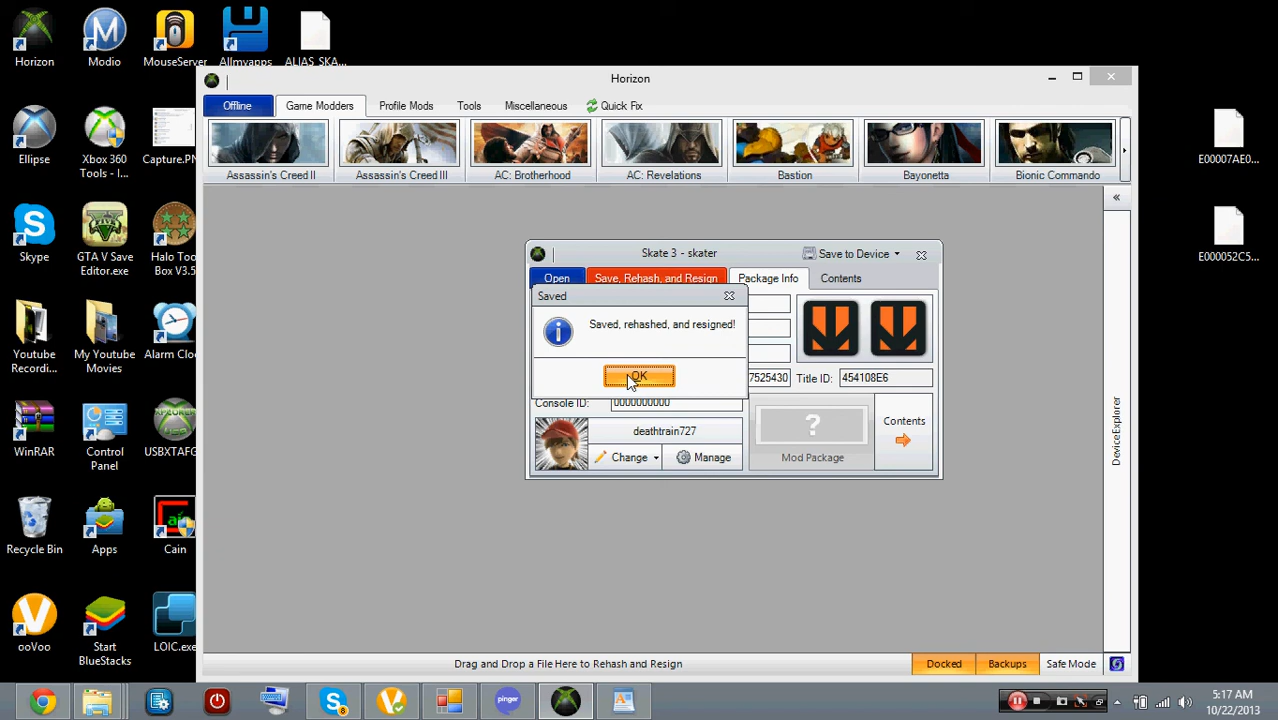 Horizon
Modio
MouseServer
Allmyapps
ALIAS_SKA...
Ellipse
Xbox 360
Tools - I...
Capture.PN
Skype
GTA V Save
Editor.exe
Halo Too
Box V3.5
Youtube
Recordi...
My Youtube
Movies
Alarm Cloc
WinRAR
Control
Panel
USBXTAFG
Recycle Bin
Apps
Cain
ooVoo
Start
BlueStacks
LOIC.exe
E00007AE0...
E000052C5...
Horizon
Offline
Game Modders
Profile Mods
Tools
Miscellaneous
Quick Fix
Assassin's Creed II
Assassin's Creed III
AC: Brotherhood
AC: Revelations
Bastion
Bayonetta
Bionic Commando
«
Skate 3 - skater
Save to Device
Open
Save, Rehash, and Resign
Package Info
Contents
Saved
Saved, rehashed, and resigned!
OK
7525430
Title ID:
454108E6
Console ID:
0000000000
deathtrain727
Change
Manage
?
Mod Package
Contents
DeviceExplorer
Drag and Drop a File Here to Rehash and Resign
Docked
Backups
Safe Mode
pinger
5:17 AM
10/22/2013